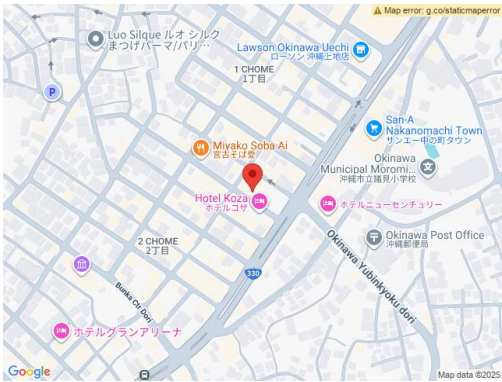 Map error: g.co/staticmaperror
Luo Silque ルオ シルク
まつげパーマ/パリ…
Lawson Okinawa Uechi
ローソン 沖縄上地店
1 CHOME
1丁目
P
San-A
Nakanomachi Town
サンエー中の町タウン
Miyako Soba Ai
宮古そば愛
Okinawa
Municipal Moromi...
沖縄市立諸見小学校
Hotel Koza
ホテルコザ
ホテルニューセンチュリー
Okinawa Post Office
沖縄郵便局
2 CHOME
2丁目
Okinawa Yubinkyoku dori
330
Bunka Ctr Dori
ホテルグランアリーナ
Google
Map data ©2025